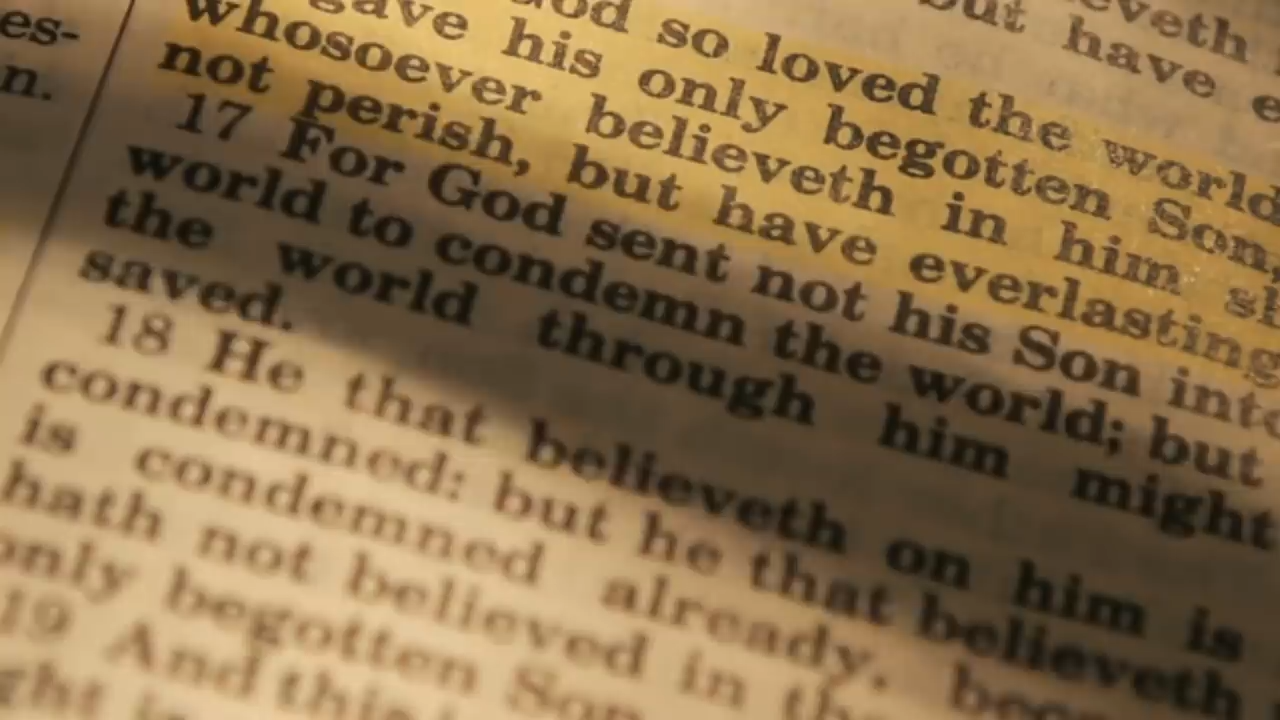 es-
n.
but have e
God so loved the world
gave his only begotten Son,
whosoever believeth in him sh
not perish, but have everlasting
17 For God sent not his Son into
world to condemn the world; but
the world through him might
saved.
18 He that believeth on him is
condemned: but he that believeth
is condemned already.
hath not believed in the
only begotten Son
19 And this